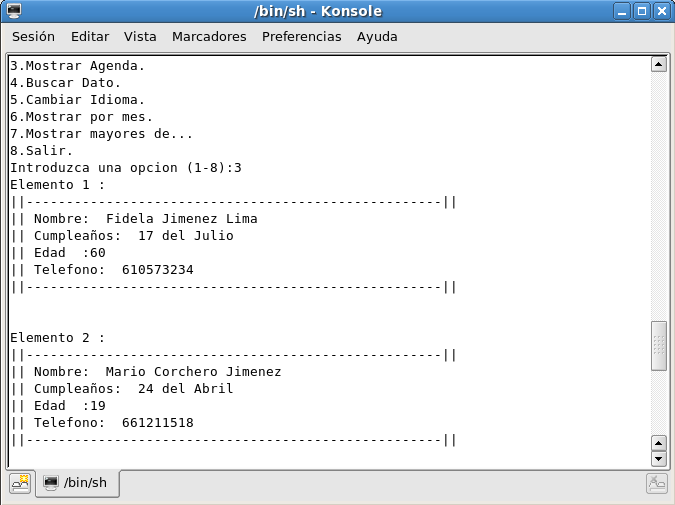 /bin/sh - Konsole
Sesión Editar Vista Marcadores Preferencias Ayuda
3.Mostrar Agenda.
4.Buscar Dato.
5.Cambiar Idioma.
6.Mostrar por mes.
7.Mostrar mayores de...
8.Salir.
Introduzca una opcion (1-8):3
Elemento 1 :
||----------------------------------------------------||
|| Nombre:  Fidela Jimenez Lima
|| Cumpleaños:  17 del Julio
|| Edad  :60
|| Telefono:  610573234
||----------------------------------------------------||
Elemento 2 :
||----------------------------------------------------||
|| Nombre:  Mario Corchero Jimenez
|| Cumpleaños:  24 del Abril
|| Edad  :19
|| Telefono:  661211518
||----------------------------------------------------||
/bin/sh